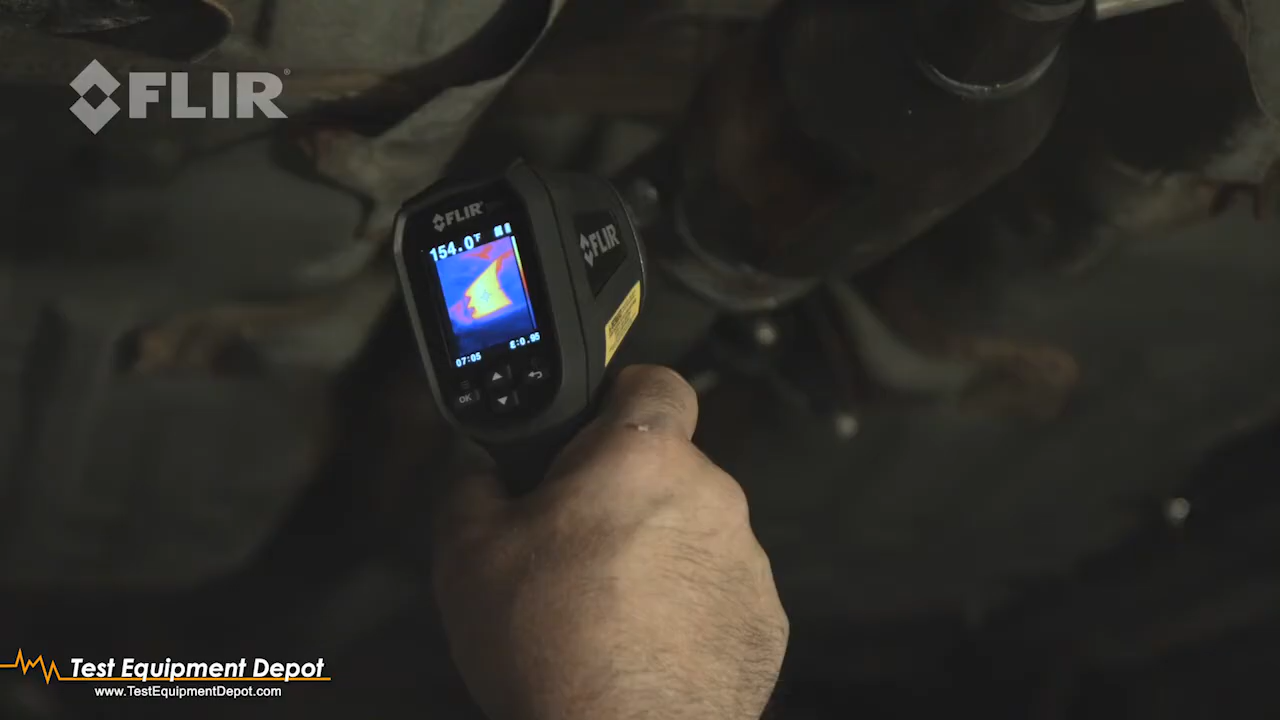 FLIR®
FLIR
154.0°F
FLIR
07:05
ε:0.95
OK
Test Equipment Depot
www.TestEquipmentDepot.com